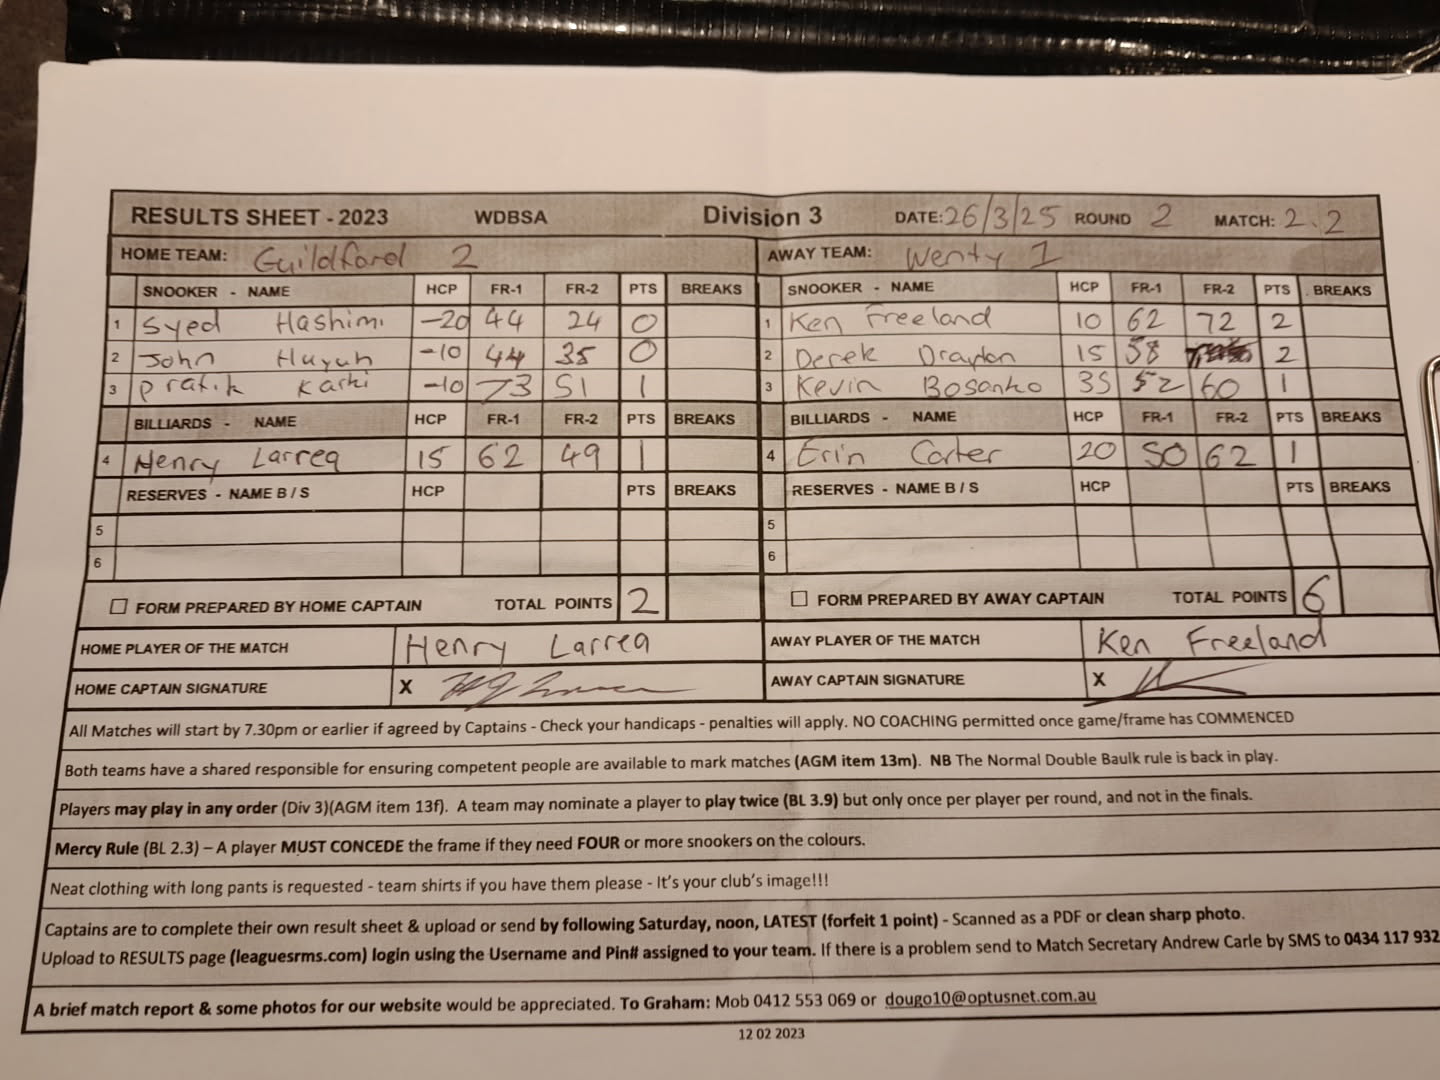 RESULTS SHEET - 2023 WDBSA Division 3 DATE: 26/3/25 ROUND 2 MATCH: 2.2
HOME TEAM: Guildford 2 AWAY TEAM: Wenty 1
SNOOKER - NAME HCP FR-1 FR-2 PTS BREAKS SNOOKER - NAME HCP FR-1 FR-2 PTS BREAKS
1 Syed Hashimi -20 44 24 0 1 Ken Freeland 10 62 72 2
2 John Huynh -10 44 35 0 2 Derek Drayton 15 58 2
3 Pratik Karki -10 73 51 1 3 Kevin Bosanko 35 52 60 1
BILLIARDS - NAME HCP FR-1 FR-2 PTS BREAKS BILLIARDS - NAME HCP FR-1 FR-2 PTS BREAKS
4 Henry Larrea 15 62 49 1 4 Erin Carter 20 50 62 1
RESERVES - NAME B / S HCP PTS BREAKS RESERVES - NAME B / S HCP PTS BREAKS
5 5
6 6
FORM PREPARED BY HOME CAPTAIN TOTAL POINTS 2 FORM PREPARED BY AWAY CAPTAIN TOTAL POINTS 6
HOME PLAYER OF THE MATCH Henry Larrea AWAY PLAYER OF THE MATCH Ken Freeland
HOME CAPTAIN SIGNATURE X AWAY CAPTAIN SIGNATURE X
All Matches will start by 7.30pm or earlier if agreed by Captains - Check your handicaps - penalties will apply. NO COACHING permitted once game/frame has COMMENCED
Both teams have a shared responsible for ensuring competent people are available to mark matches (AGM item 13m). NB The Normal Double Baulk rule is back in play.
Players may play in any order (Div 3)(AGM item 13f). A team may nominate a player to play twice (BL 3.9) but only once per player per round, and not in the finals.
Mercy Rule (BL 2.3) – A player MUST CONCEDE the frame if they need FOUR or more snookers on the colours.
Neat clothing with long pants is requested - team shirts if you have them please - It's your club's image!!!
Captains are to complete their own result sheet & upload or send by following Saturday, noon, LATEST (forfeit 1 point) - Scanned as a PDF or clean sharp photo.
Upload to RESULTS page (leaguesrms.com) login using the Username and Pin# assigned to your team. If there is a problem send to Match Secretary Andrew Carle by SMS to 0434 117 932
A brief match report & some photos for our website would be appreciated. To Graham: Mob 0412 553 069 or dougo10@optusnet.com.au
12 02 2023